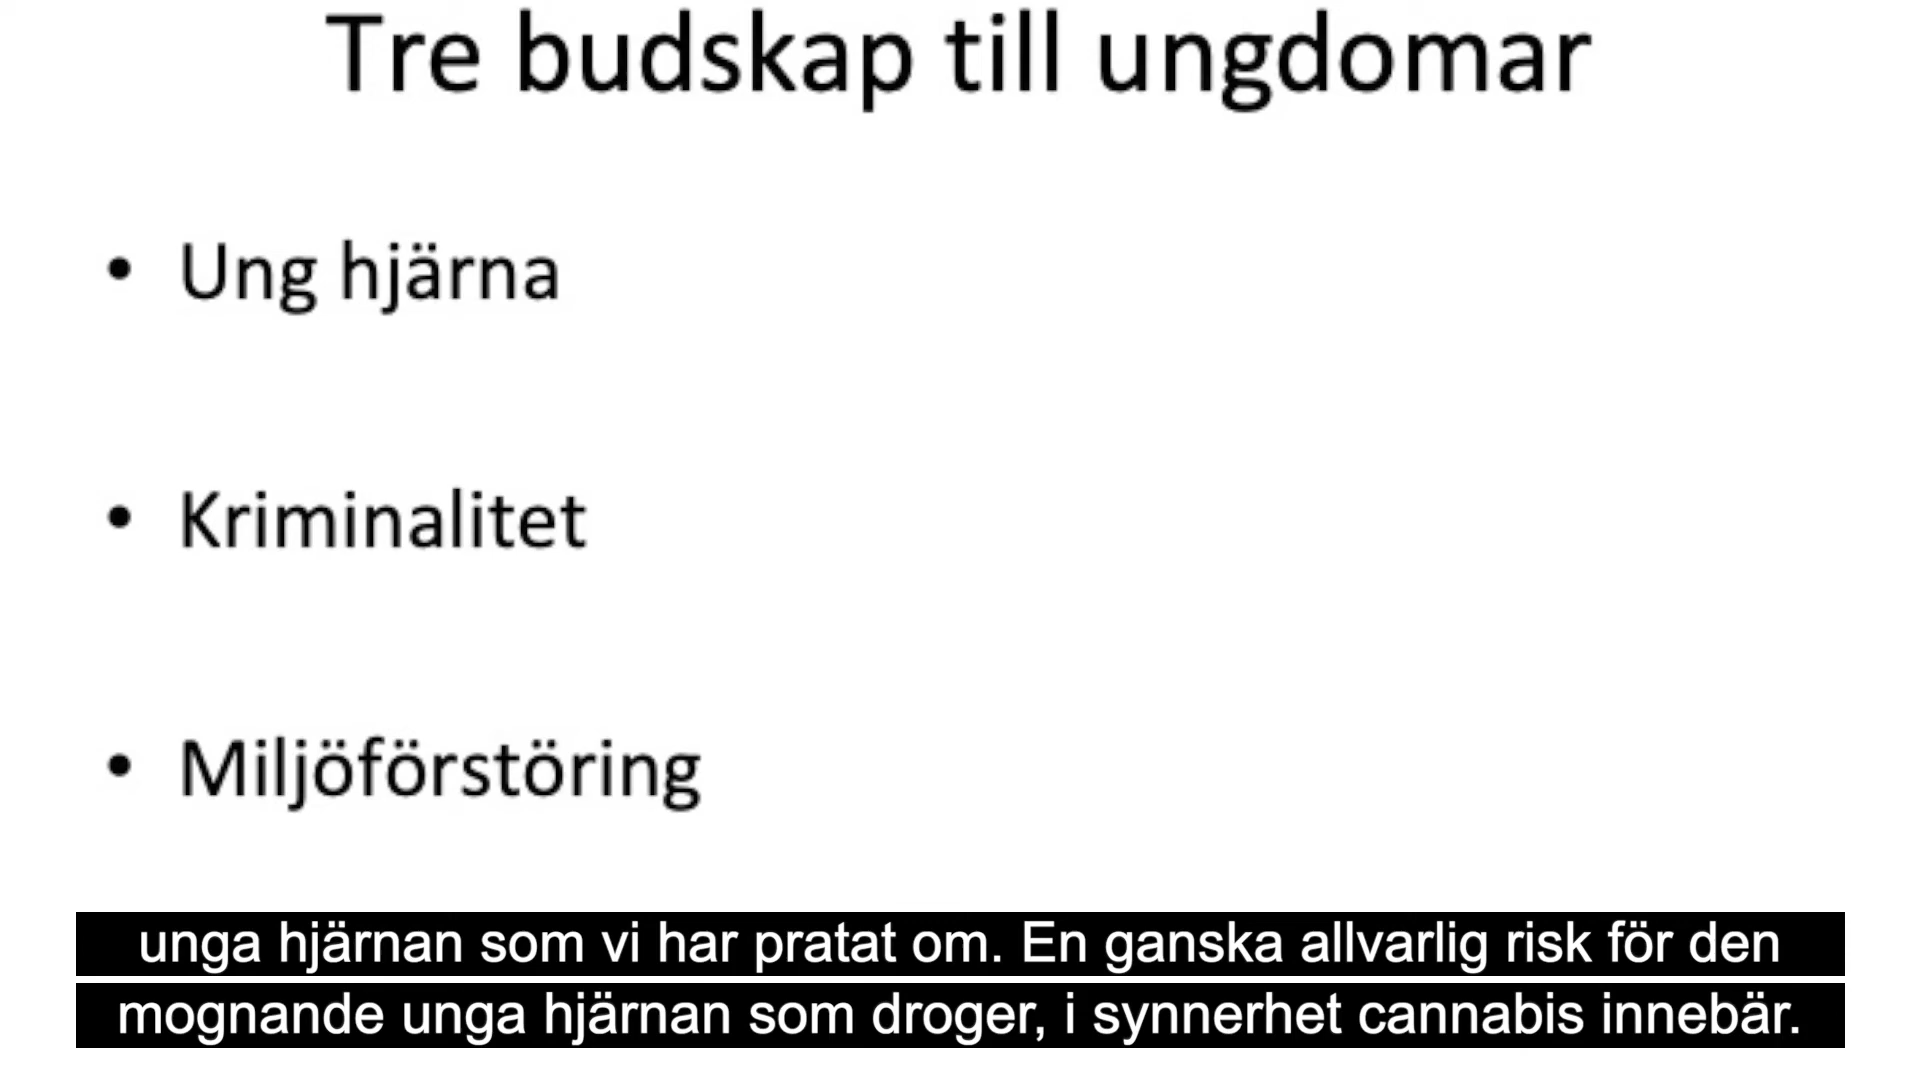 Tre budskap till ungdomar
• Ung hjärna
• Kriminalitet
• Miljöförstöring
unga hjärnan som vi har pratat om. En ganska allvarlig risk för den
mognande unga hjärnan som droger, i synnerhet cannabis innebär.